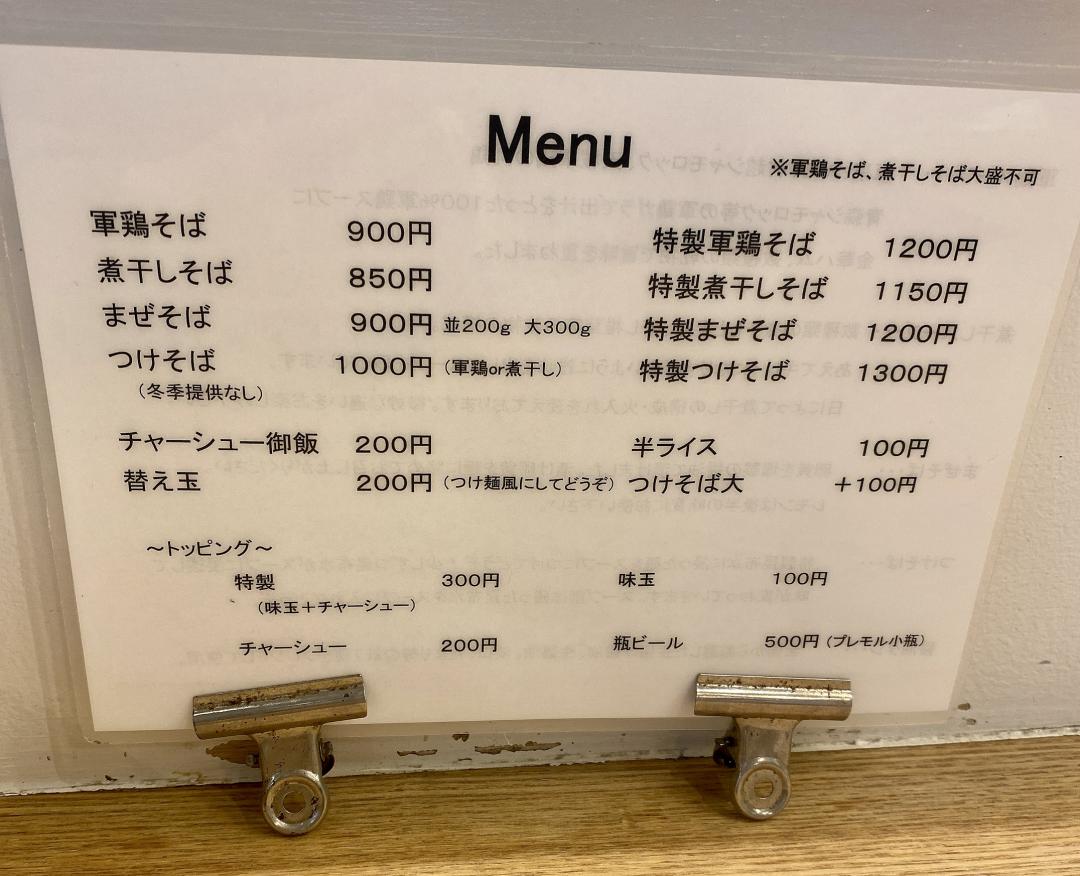 Menu
※軍鶏そば、煮干しそば大盛不可
軍鶏そば 900円 特製軍鶏そば 1200円
煮干しそば 850円 特製煮干しそば 1150円
まぜそば 900円 並200g 大300g 特製まぜそば 1200円
つけそば 1000円 (軍鶏or煮干し) 特製つけそば 1300円
(冬季提供なし)
チャーシュー御飯 200円 半ライス 100円
替え玉 200円 (つけ麺風にしてどうぞ) つけそば大 +100円
～トッピング～
特製 300円 味玉 100円
(味玉+チャーシュー)
チャーシュー 200円 瓶ビール 500円 (プレモル小瓶)